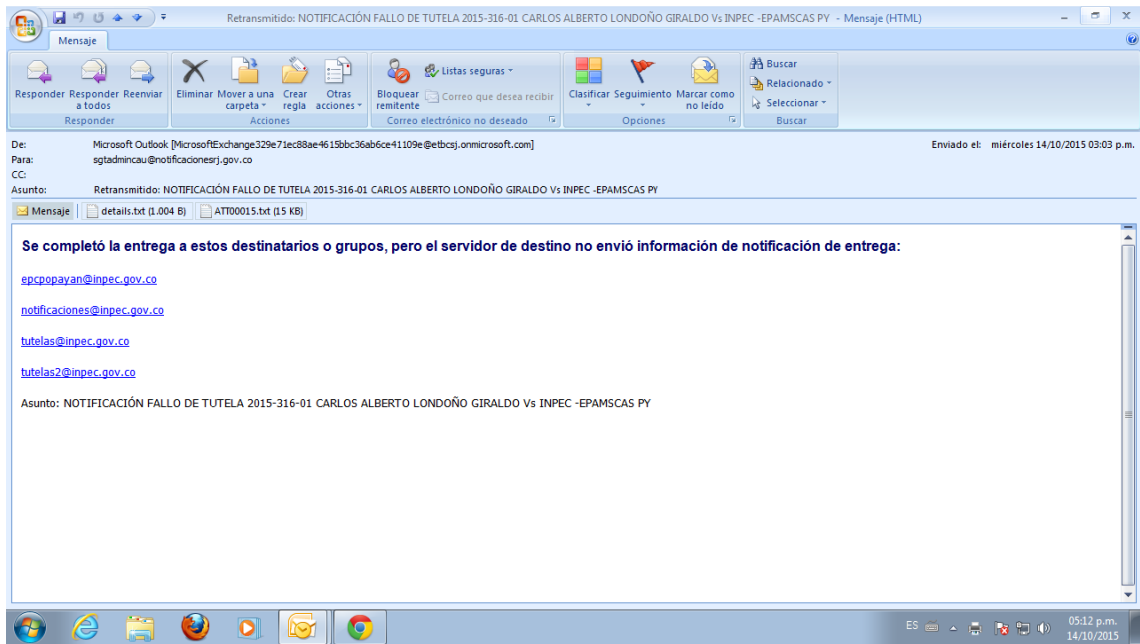 Retransmitido: NOTIFICACIÓN FALLO DE TUTELA 2015-316-01 CARLOS ALBERTO LONDOÑO GIRALDO Vs INPEC -EPAMSCAS PY - Mensaje (HTML)
Mensaje
Responder Responder a todos Reenviar
Eliminar Mover a una carpeta Crear regla Otras acciones
Bloquear remitente Listas seguras
Correo que desea recibir
Clasificar Seguimiento Marcar como no leído
Buscar
Relacionado
Seleccionar
Responder Acciones Correo electrónico no deseado Opciones Buscar
De: Microsoft Outlook [MicrosoftExchange329e71ec88ae4615bbc36ab6ce41109e@etbcsj.onmicrosoft.com] Enviado el: miércoles 14/10/2015 03:03 p.m.
Para: sgtadmincau@notificacionesrj.gov.co
CC:
Asunto: Retransmitido: NOTIFICACIÓN FALLO DE TUTELA 2015-316-01 CARLOS ALBERTO LONDOÑO GIRALDO Vs INPEC -EPAMSCAS PY
Mensaje details.txt (1.004 B) ATT00015.txt (15 KB)
Se completó la entrega a estos destinatarios o grupos, pero el servidor de destino no envió información de notificación de entrega:
epcpopayan@inpec.gov.co
notificaciones@inpec.gov.co
tutelas@inpec.gov.co
tutelas2@inpec.gov.co
Asunto: NOTIFICACIÓN FALLO DE TUTELA 2015-316-01 CARLOS ALBERTO LONDOÑO GIRALDO Vs INPEC -EPAMSCAS PY
ES 05:12 p.m.
14/10/2015